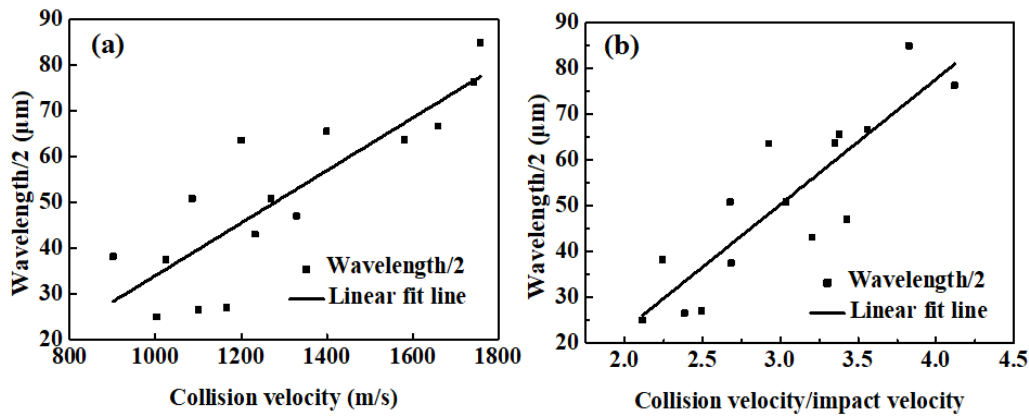 (a)
90
80
70
60
50
40
30
20
800
1000
1200
1400
1600
1800
Wavelength/2 (μm)
Collision velocity (m/s)
Wavelength/2
Linear fit line
(b)
90
80
70
60
50
40
30
20
2.0
2.5
3.0
3.5
4.0
4.5
Wavelength/2 (μm)
Collision velocity/impact velocity
Wavelength/2
Linear fit line